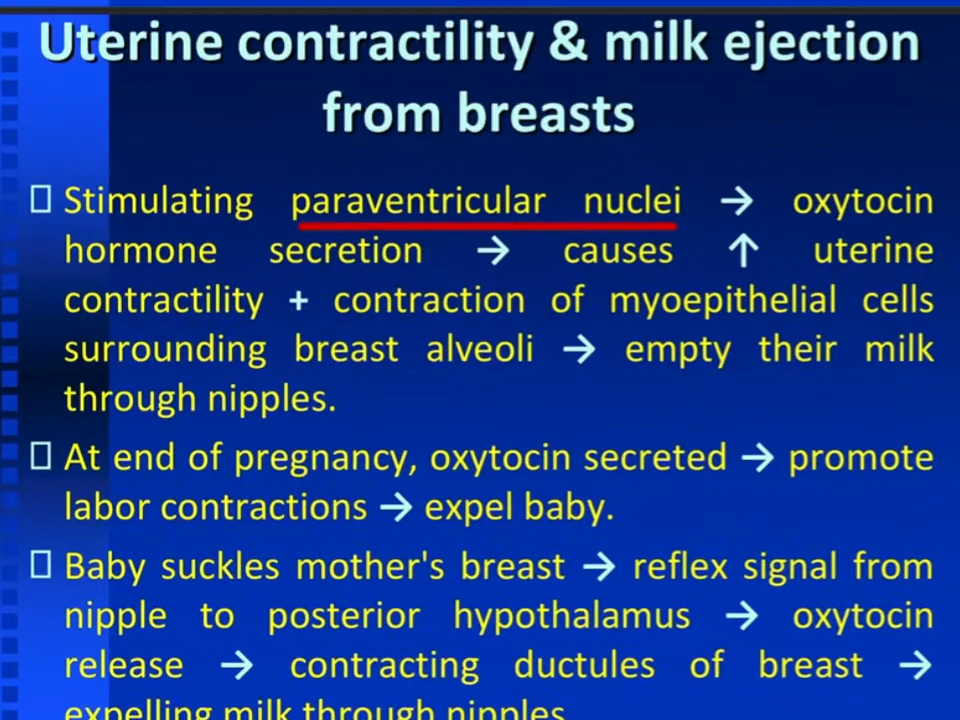 Uterine contractility & milk ejection
from breasts
Stimulating paraventricular nuclei → oxytocin
hormone secretion → causes ↑ uterine
contractility + contraction of myoepithelial cells
surrounding breast alveoli → empty their milk
through nipples.
At end of pregnancy, oxytocin secreted → promote
labor contractions → expel baby.
Baby suckles mother's breast → reflex signal from
nipple to posterior hypothalamus → oxytocin
release → contracting ductules of breast →
expelling milk through nipples